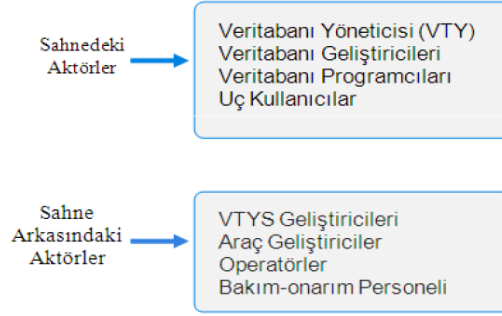 Sahnedeki
Aktörler
Veritabanı Yöneticisi (VTY)
Veritabanı Geliştiricileri
Veritabanı Programcıları
Uç Kullanıcılar
Sahne
Arkasındaki
Aktörler
VTYS Geliştiricileri
Araç Geliştiriciler
Operatörler
Bakım-onarım Personeli